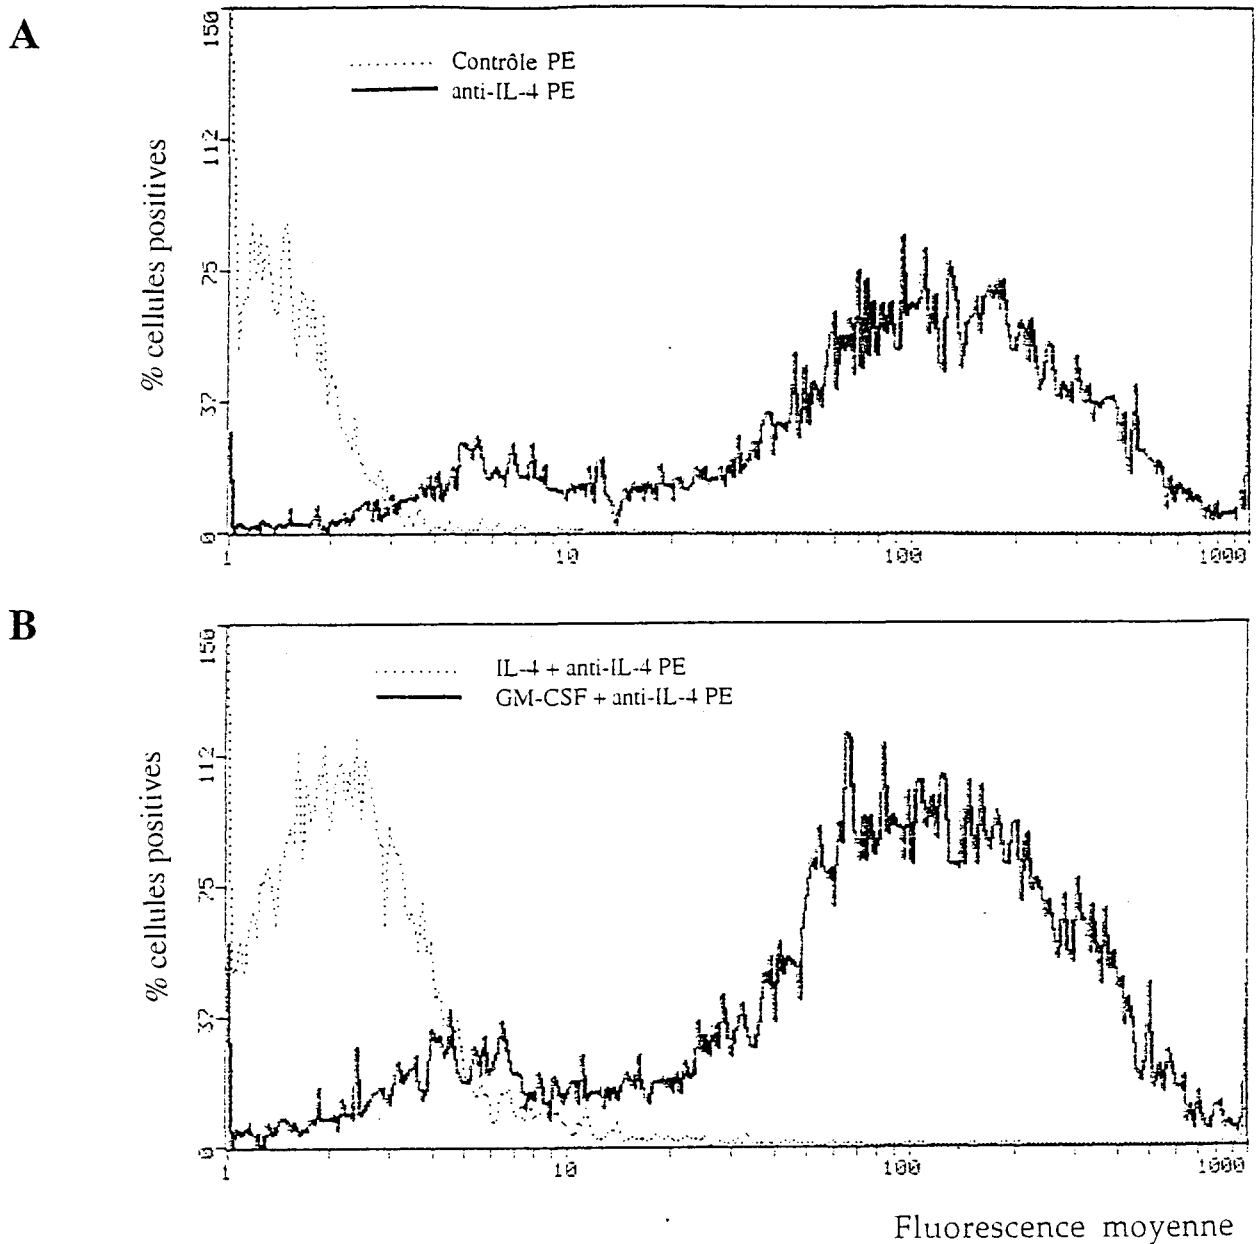 A
150
112
75
37
0
% cellules positives
Contrôle PE
anti-IL-4 PE
1
10
100
1000
B
150
112
75
37
0
% cellules positives
IL-4 + anti-IL-4 PE
GM-CSF + anti-IL-4 PE
1
10
100
1000
Fluorescence moyenne